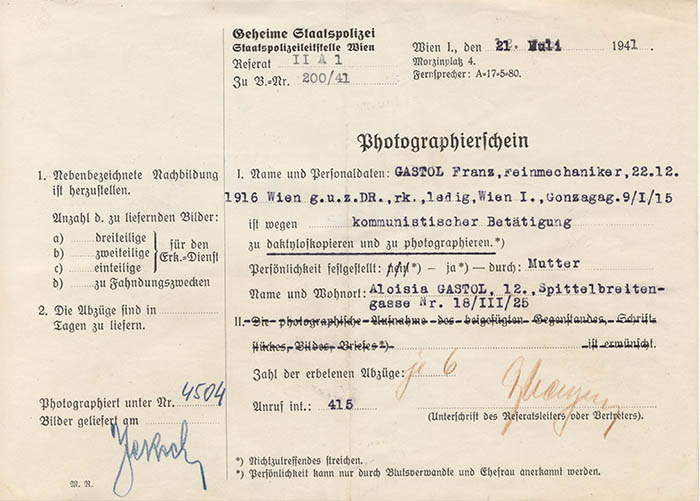 Geheime Staatspolizei
Staatspolizeileitstelle Wien
Referat II A 1
Zu B.=Nr. 200/41
Wien I., den 21. Juli 1941.
Morzinplatz 4.
Fernsprecher: A=17=5=80.
Photographierschein
1. Nebenbezeichnete Nachbildung
ist herzustellen.
Anzahl d. zu liefernden Bilder:
a) dreiteilige
b) zweiteilige
c) einteilige
für den
Erk.=Dienst
d) zu Fahndungszwecken
2. Die Abzüge sind in
Tagen zu liefern.
Photographiert unter Nr. 4504
Bilder geliefert am
M. N.
I. Name und Personaldaten: GASTOL Franz, Feinmechaniker, 22.12.
1916 Wien g.u.z.DR., rk., ledig, Wien I., Gonzagag.9/I/15
ist wegen kommunistischer Betätigung
zu daktyloskopieren und zu photographieren.*)
Persönlichkeit festgestellt: *) – ja*) – durch: Mutter
Name und Wohnort: Aloisia GASTOL, 12., Spittelbreiten-
gasse Nr. 18/III/25
II. Die photographische Aufnahme des beigefügten Gegenstandes, Schrift=
stückes, Bildes, Briefes*) ist erwünscht.
Zahl der erbetenen Abzüge: je 6
Anruf int.: 415
(Unterschrift des Referatsleiters oder Vertreters).
*) Nichtzutreffendes streichen.
*) Persönlichkeit kann nur durch Blutsverwandte und Ehefrau anerkannt werden.